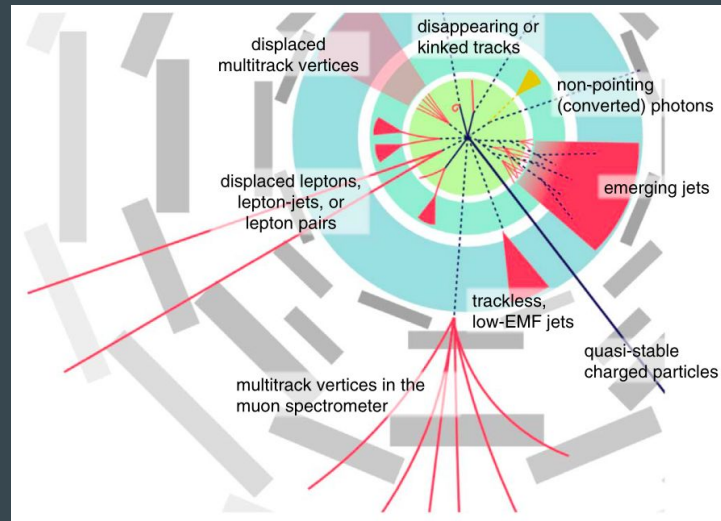 disappearing or
kinked tracks
displaced
multitrack vertices
non-pointing
(converted) photons
displaced leptons,
lepton-jets, or
lepton pairs
emerging jets
trackless,
low-EMF jets
quasi-stable
charged particles
multitrack vertices in the
muon spectrometer